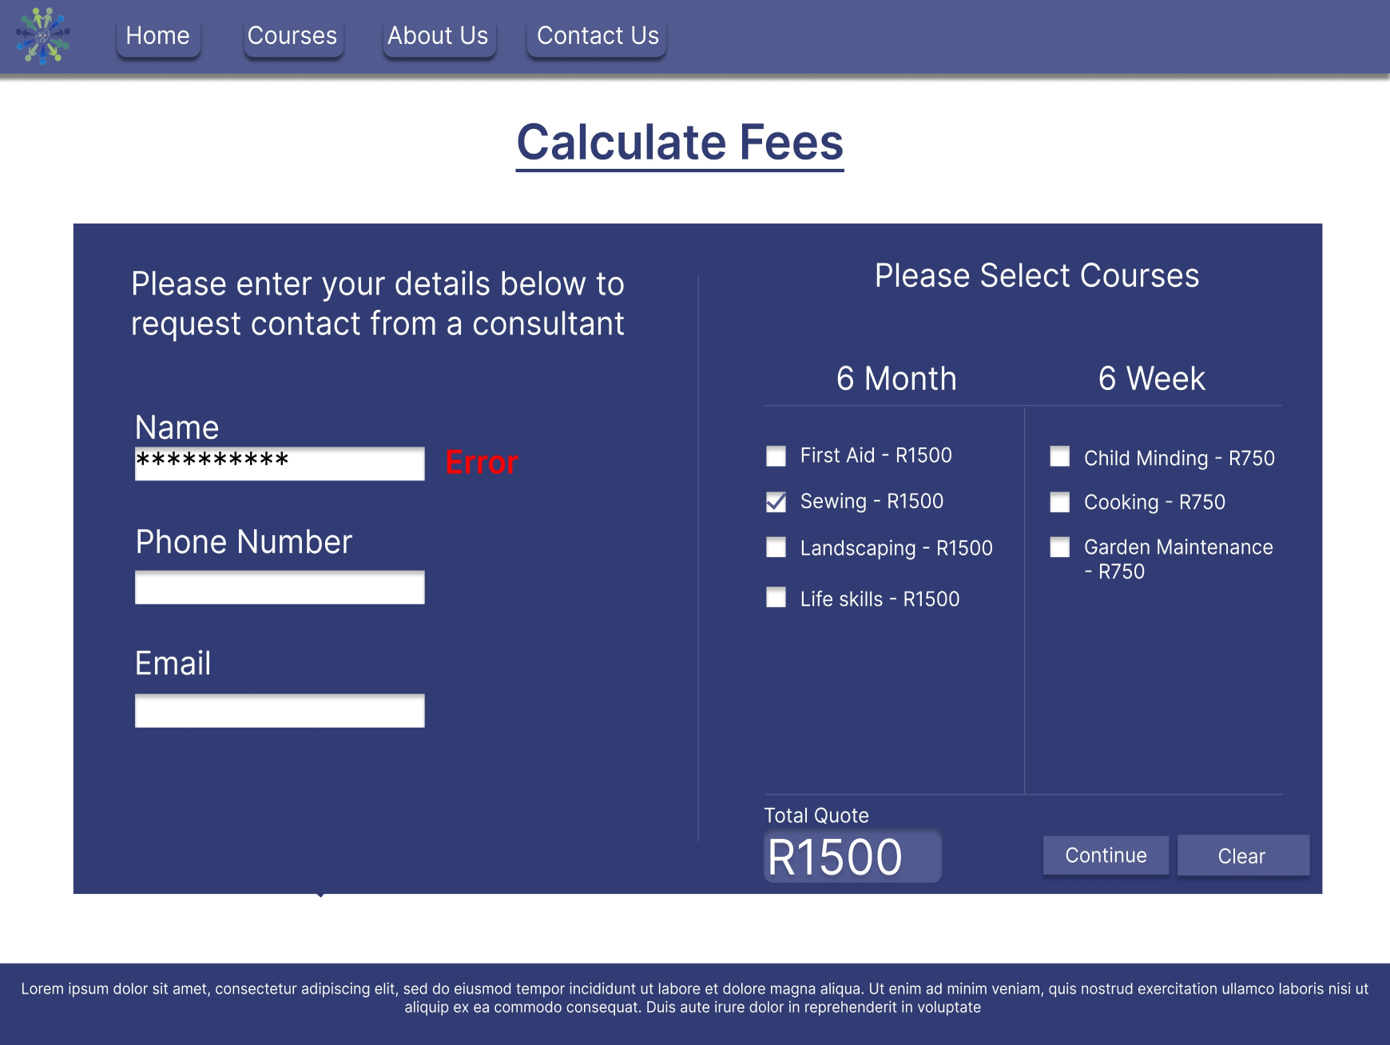 Home
Courses
About Us
Contact Us
Calculate Fees
Please enter your details below to
request contact from a consultant
Name
**********
Error
Phone Number
Email
Please Select Courses
6 Month
First Aid - R1500
Sewing - R1500
Landscaping - R1500
Life skills - R1500
6 Week
Child Minding - R750
Cooking - R750
Garden Maintenance
- R750
Total Quote
R1500
Continue
Clear
Lorem ipsum dolor sit amet, consectetur adipiscing elit, sed do eiusmod tempor incididunt ut labore et dolore magna aliqua. Ut enim ad minim veniam, quis nostrud exercitation ullamco laboris nisi ut
aliquip ex ea commodo consequat. Duis aute irure dolor in reprehenderit in voluptate